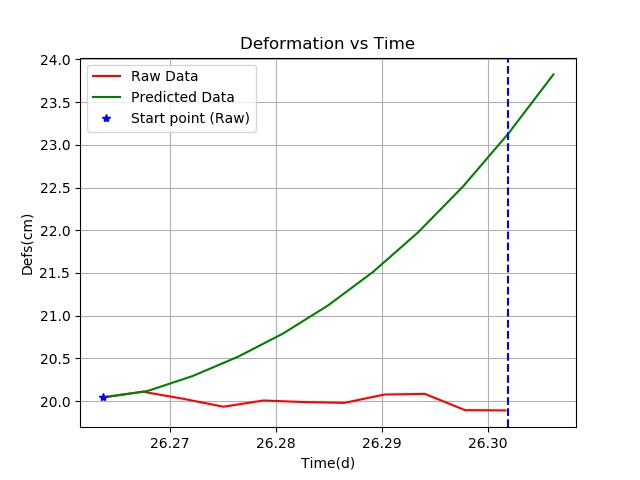 Deformation vs Time
24.0
23.5
23.0
22.5
22.0
21.5
21.0
20.5
20.0
Defs(cm)
Raw Data
Predicted Data
Start point (Raw)
26.27 26.28 26.29 26.30
Time(d)